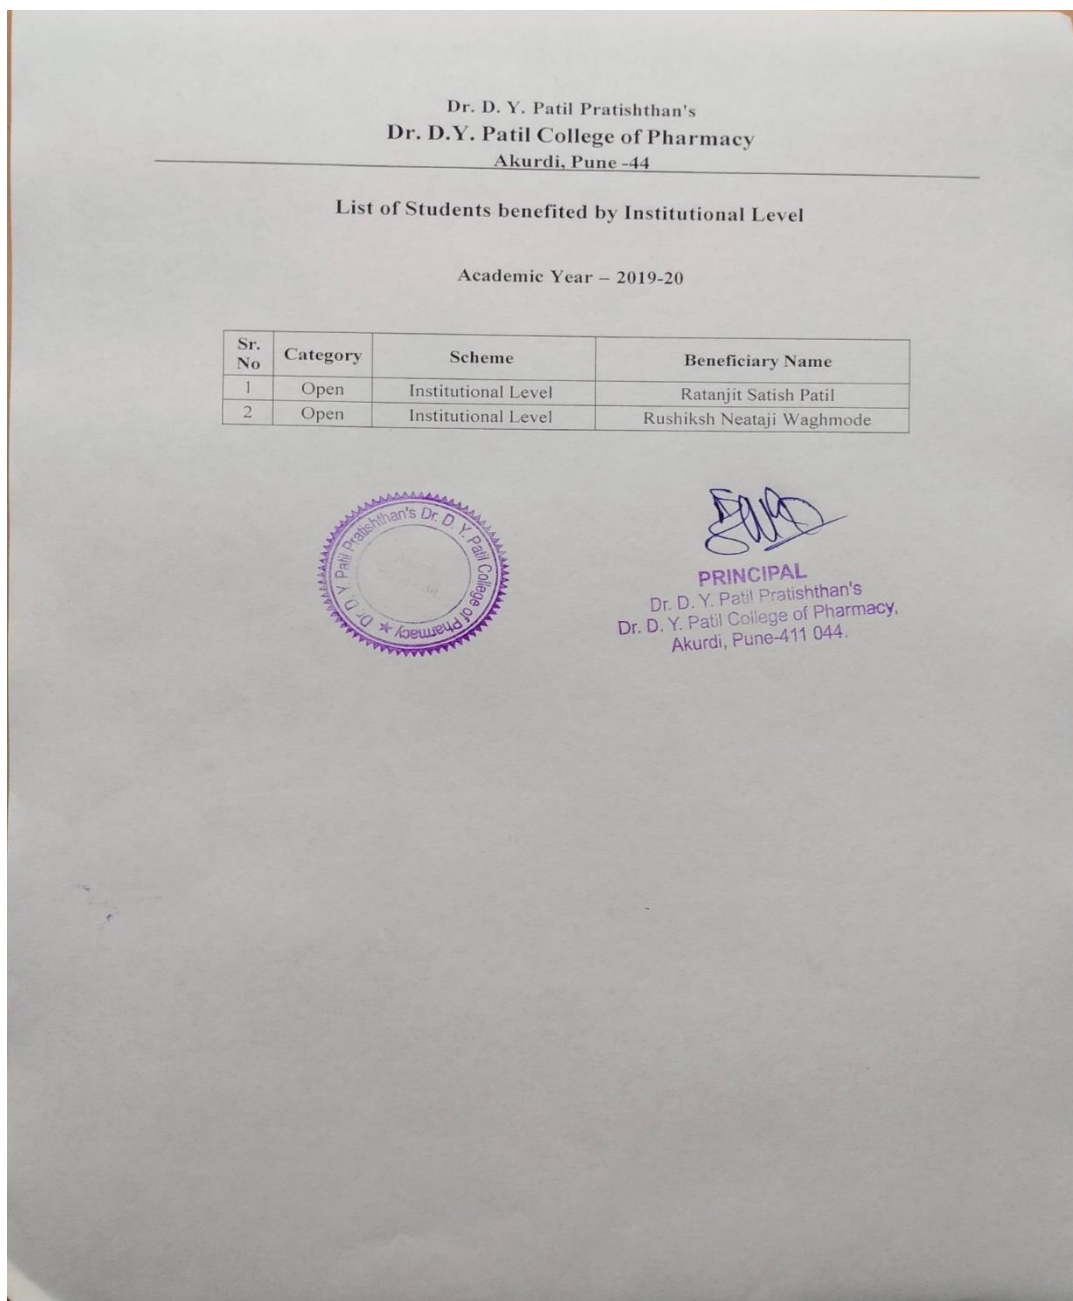 Dr. D. Y. Patil Pratishthan's
Dr. D.Y. Patil College of Pharmacy
Akurdi, Pune -44
List of Students benefited by Institutional Level
Academic Year – 2019-20
Sr. No Category Scheme Beneficiary Name
1 Open Institutional Level Ratanjit Satish Patil
2 Open Institutional Level Rushiksh Neataji Waghmode
Dr. D. Y. Patil Pratishthan's Dr. D. Y. Patil College of Pharmacy
PRINCIPAL
Dr. D. Y. Patil Pratishthan's
Dr. D. Y. Patil College of Pharmacy,
Akurdi, Pune-411 044.